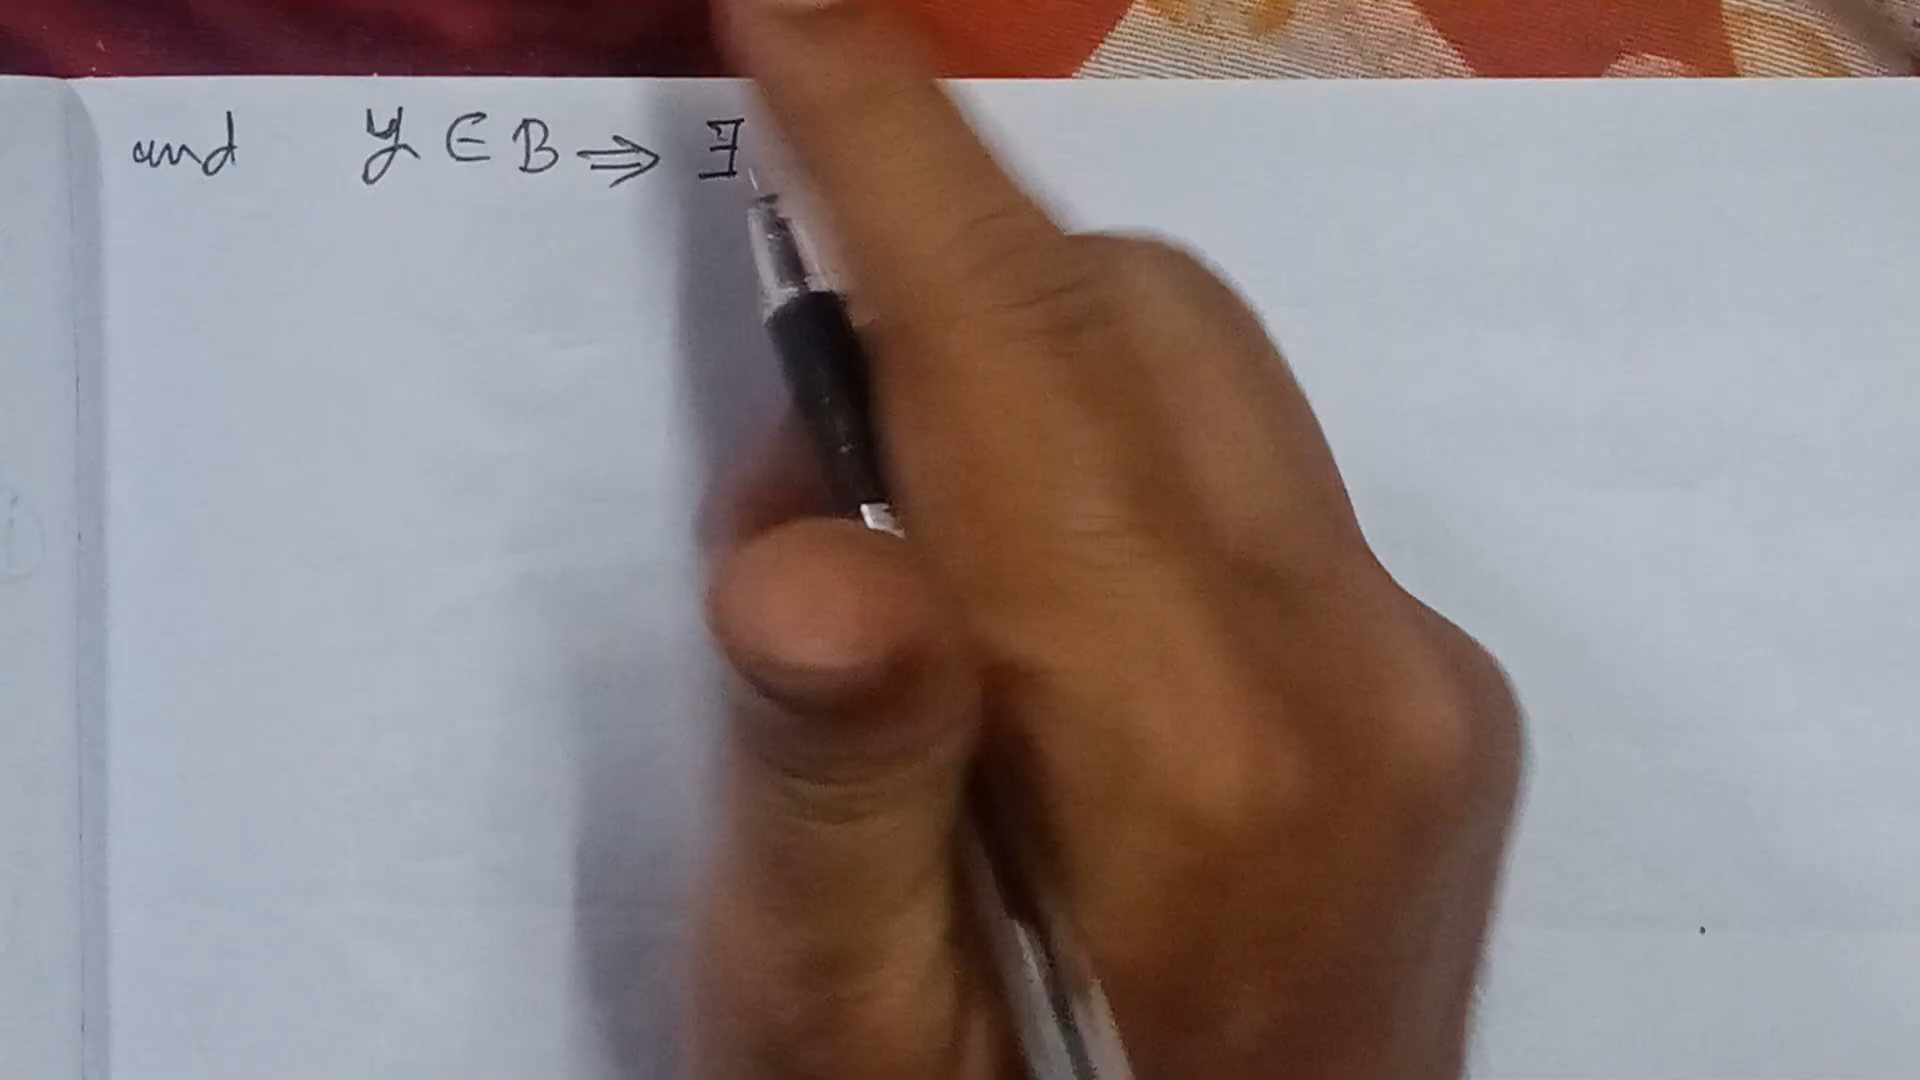 and y ∈ B ⇒ ∃